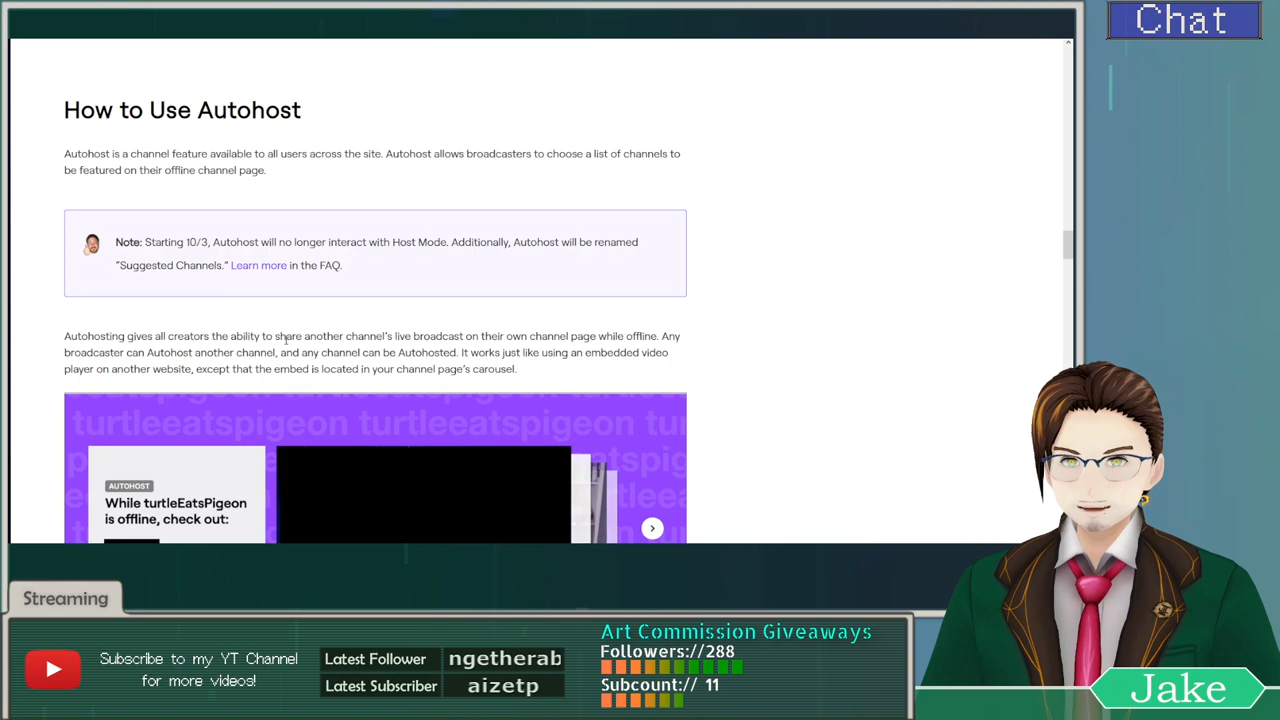 Chat
How to Use Autohost
Autohost is a channel feature available to all users across the site. Autohost allows broadcasters to choose a list of channels to
be featured on their offline channel page.
Note: Starting 10/3, Autohost will no longer interact with Host Mode. Additionally, Autohost will be renamed
"Suggested Channels." Learn more in the FAQ.
Autohosting gives all creators the ability to share another channel's live broadcast on their own channel page while offline. Any
broadcaster can Autohost another channel, and any channel can be Autohosted. It works just like using an embedded video
player on another website, except that the embed is located in your channel page's carousel.
turtleeatspigeon turtleeatspigeon tur
AUTOHOST
While turtleEatsPigeon
is offline, check out:
Streaming
Subscribe to my YT Channel
for more videos!
Latest Follower
ngetherab
Latest Subscriber
aizetp
Art Commission Giveaways
Followers://288
Subcount:// 11
Jake